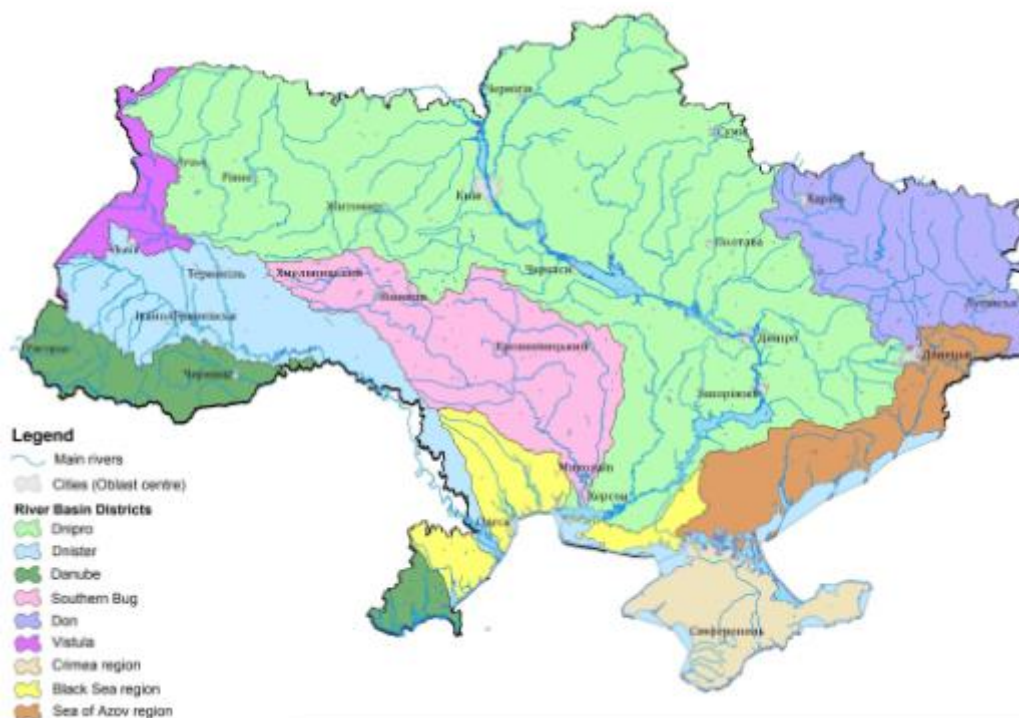 Чернігів
Суми
Луцьк
Рівне
Київ
Харків
Житомир
Полтава
Львів
Тернопіль
Хмельницький
Черкаси
Вінниця
Луганськ
Івано-Франківськ
Кропивницький
Дніпро
Донецьк
Ужгород
Чернівці
Запоріжжя
Legend
Main rivers
Cities (Oblast centre)
River Basin Districts
Dnipro
Dnister
Danube
Southern Bug
Don
Vistula
Crimea region
Black Sea region
Sea of Azov region
Миколаїв
Херсон
Одеса
Сімферополь